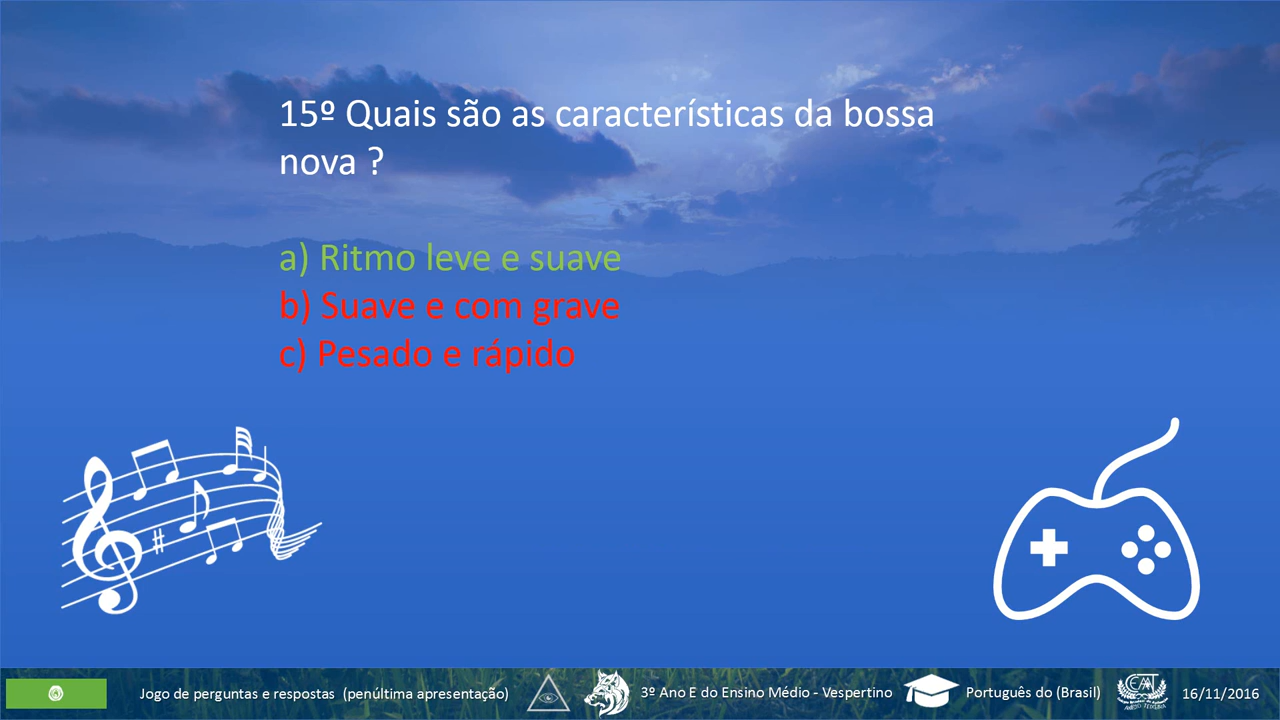 15º Quais são as características da bossa
nova ?
a) Ritmo leve e suave
b) Suave e com grave
c) Pesado e rápido
Jogo de perguntas e respostas (penúltima apresentação)
3º Ano E do Ensino Médio - Vespertino
Português do (Brasil)
CAT
16/11/2016